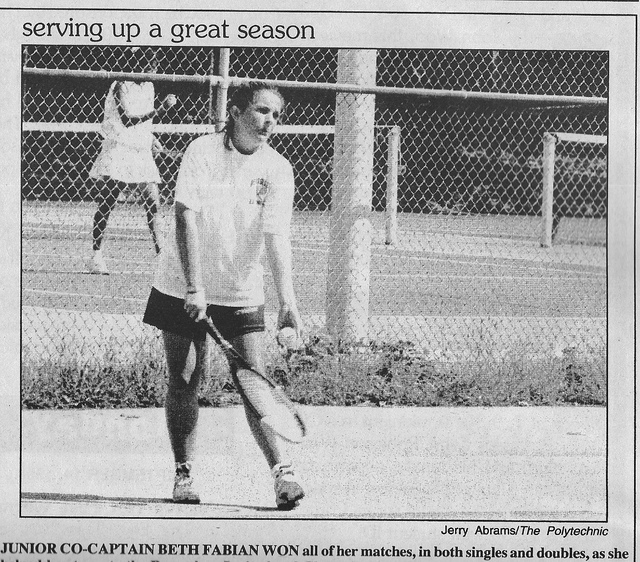 serving up a great season
Jerry Abrams/The Polytechnic
JUNIOR CO-CAPTAIN BETH FABIAN WON all of her matches, in both singles and doubles, as she